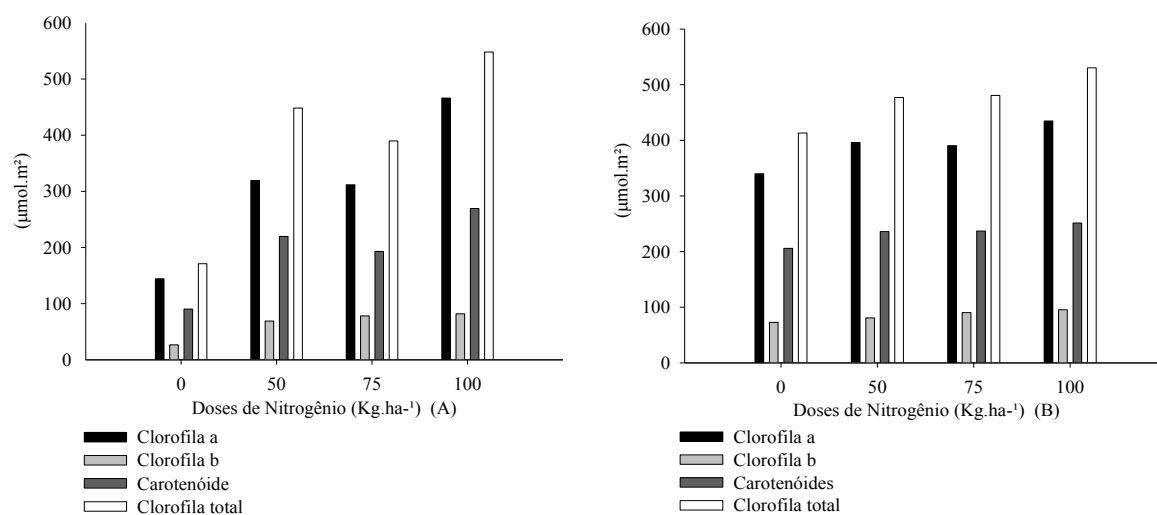 600
500
400
300
200
100
0
(µmol.m²)
0 50 75 100
Doses de Nitrogênio (Kg.ha-¹) (A)
Clorofila a
Clorofila b
Carotenóide
Clorofila total
600
500
400
300
200
100
0
(µmol.m²)
0 50 75 100
Doses de Nitrogênio (Kg.ha-¹) (B)
Clorofila a
Clorofila b
Carotenóides
Clorofila total